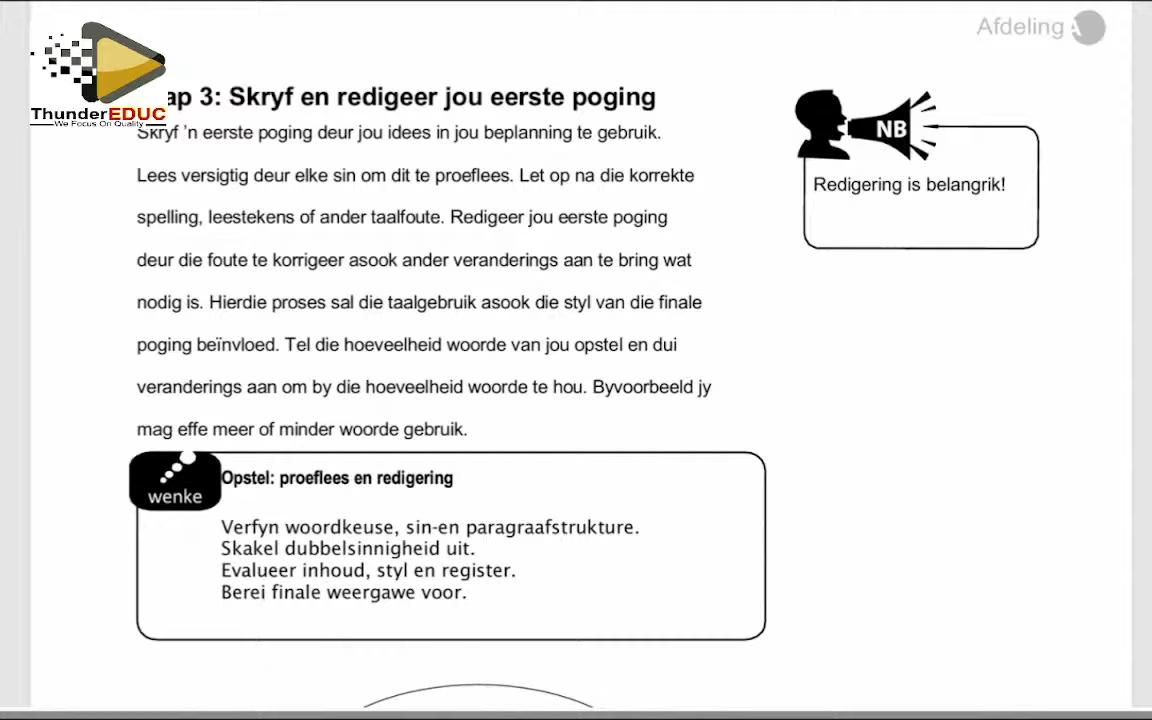 Afdeling A
ThunderEDUC
We Focus On Quality
ap 3: Skryf en redigeer jou eerste poging
Skryf 'n eerste poging deur jou idees in jou beplanning te gebruik.
Lees versigtig deur elke sin om dit te proeflees. Let op na die korrekte
spelling, leestekens of ander taalfoute. Redigeer jou eerste poging
deur die foute te korrigeer asook ander veranderings aan te bring wat
nodig is. Hierdie proses sal die taalgebruik asook die styl van die finale
poging beïnvloed. Tel die hoeveelheid woorde van jou opstel en dui
veranderings aan om by die hoeveelheid woorde te hou. Byvoorbeeld jy
mag effe meer of minder woorde gebruik.
NB
Redigering is belangrik!
wenke
Opstel: proeflees en redigering
Verfyn woordkeuse, sin-en paragraafstrukture.
Skakel dubbelsinnigheid uit.
Evalueer inhoud, styl en register.
Berei finale weergawe voor.